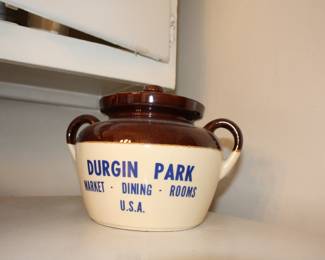 DURGIN PARK
MARKET · DINING · ROOMS
U.S.A.